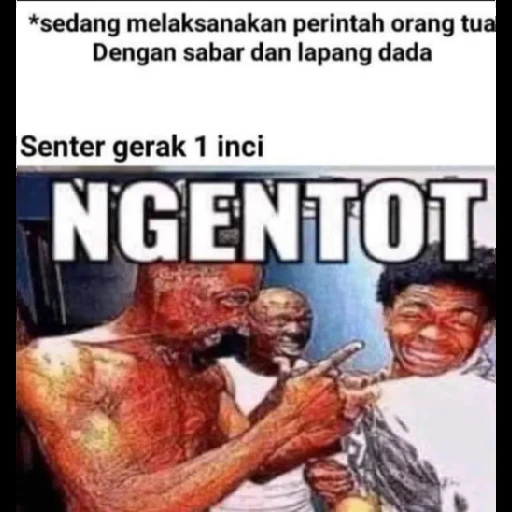 *sedang melaksanakan perintah orang tua
Dengan sabar dan lapang dada
Senter gerak 1 inci
NGENTOT